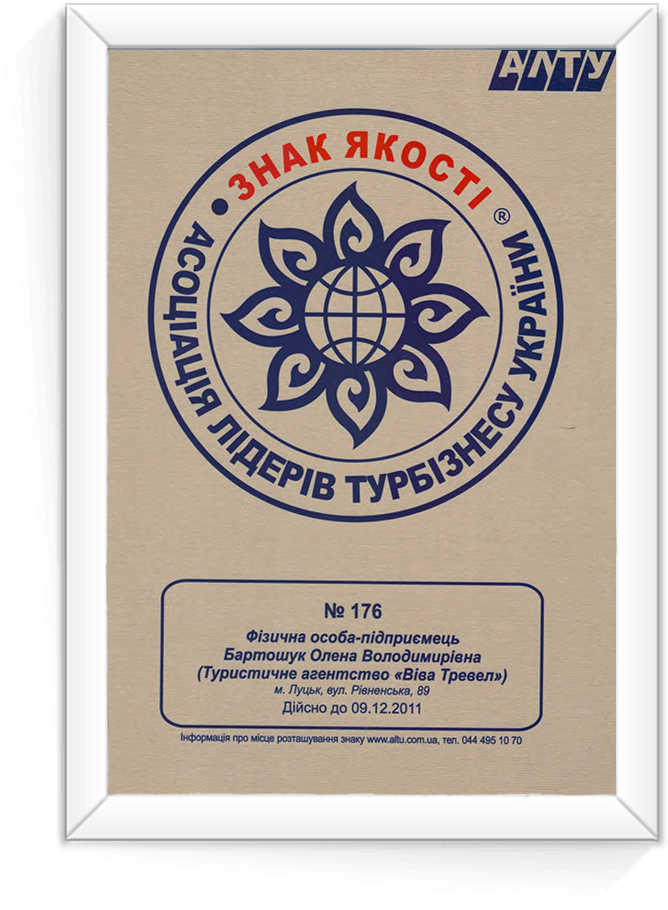 АЛТУ
ЗНАК ЯКОСТІ ®
АСОЦІАЦІЯ ЛІДЕРІВ ТУРБІЗНЕСУ УКРАЇНИ
№ 176
Фізична особа-підприємець
Бартошук Олена Володимирівна
(Туристичне агентство «Віва Тревел»)
м. Луцьк, вул. Рівненська, 89
Дійсно до 09.12.2011
Інформація про місце розташування знаку www.altu.com.ua, тел. 044 495 10 70